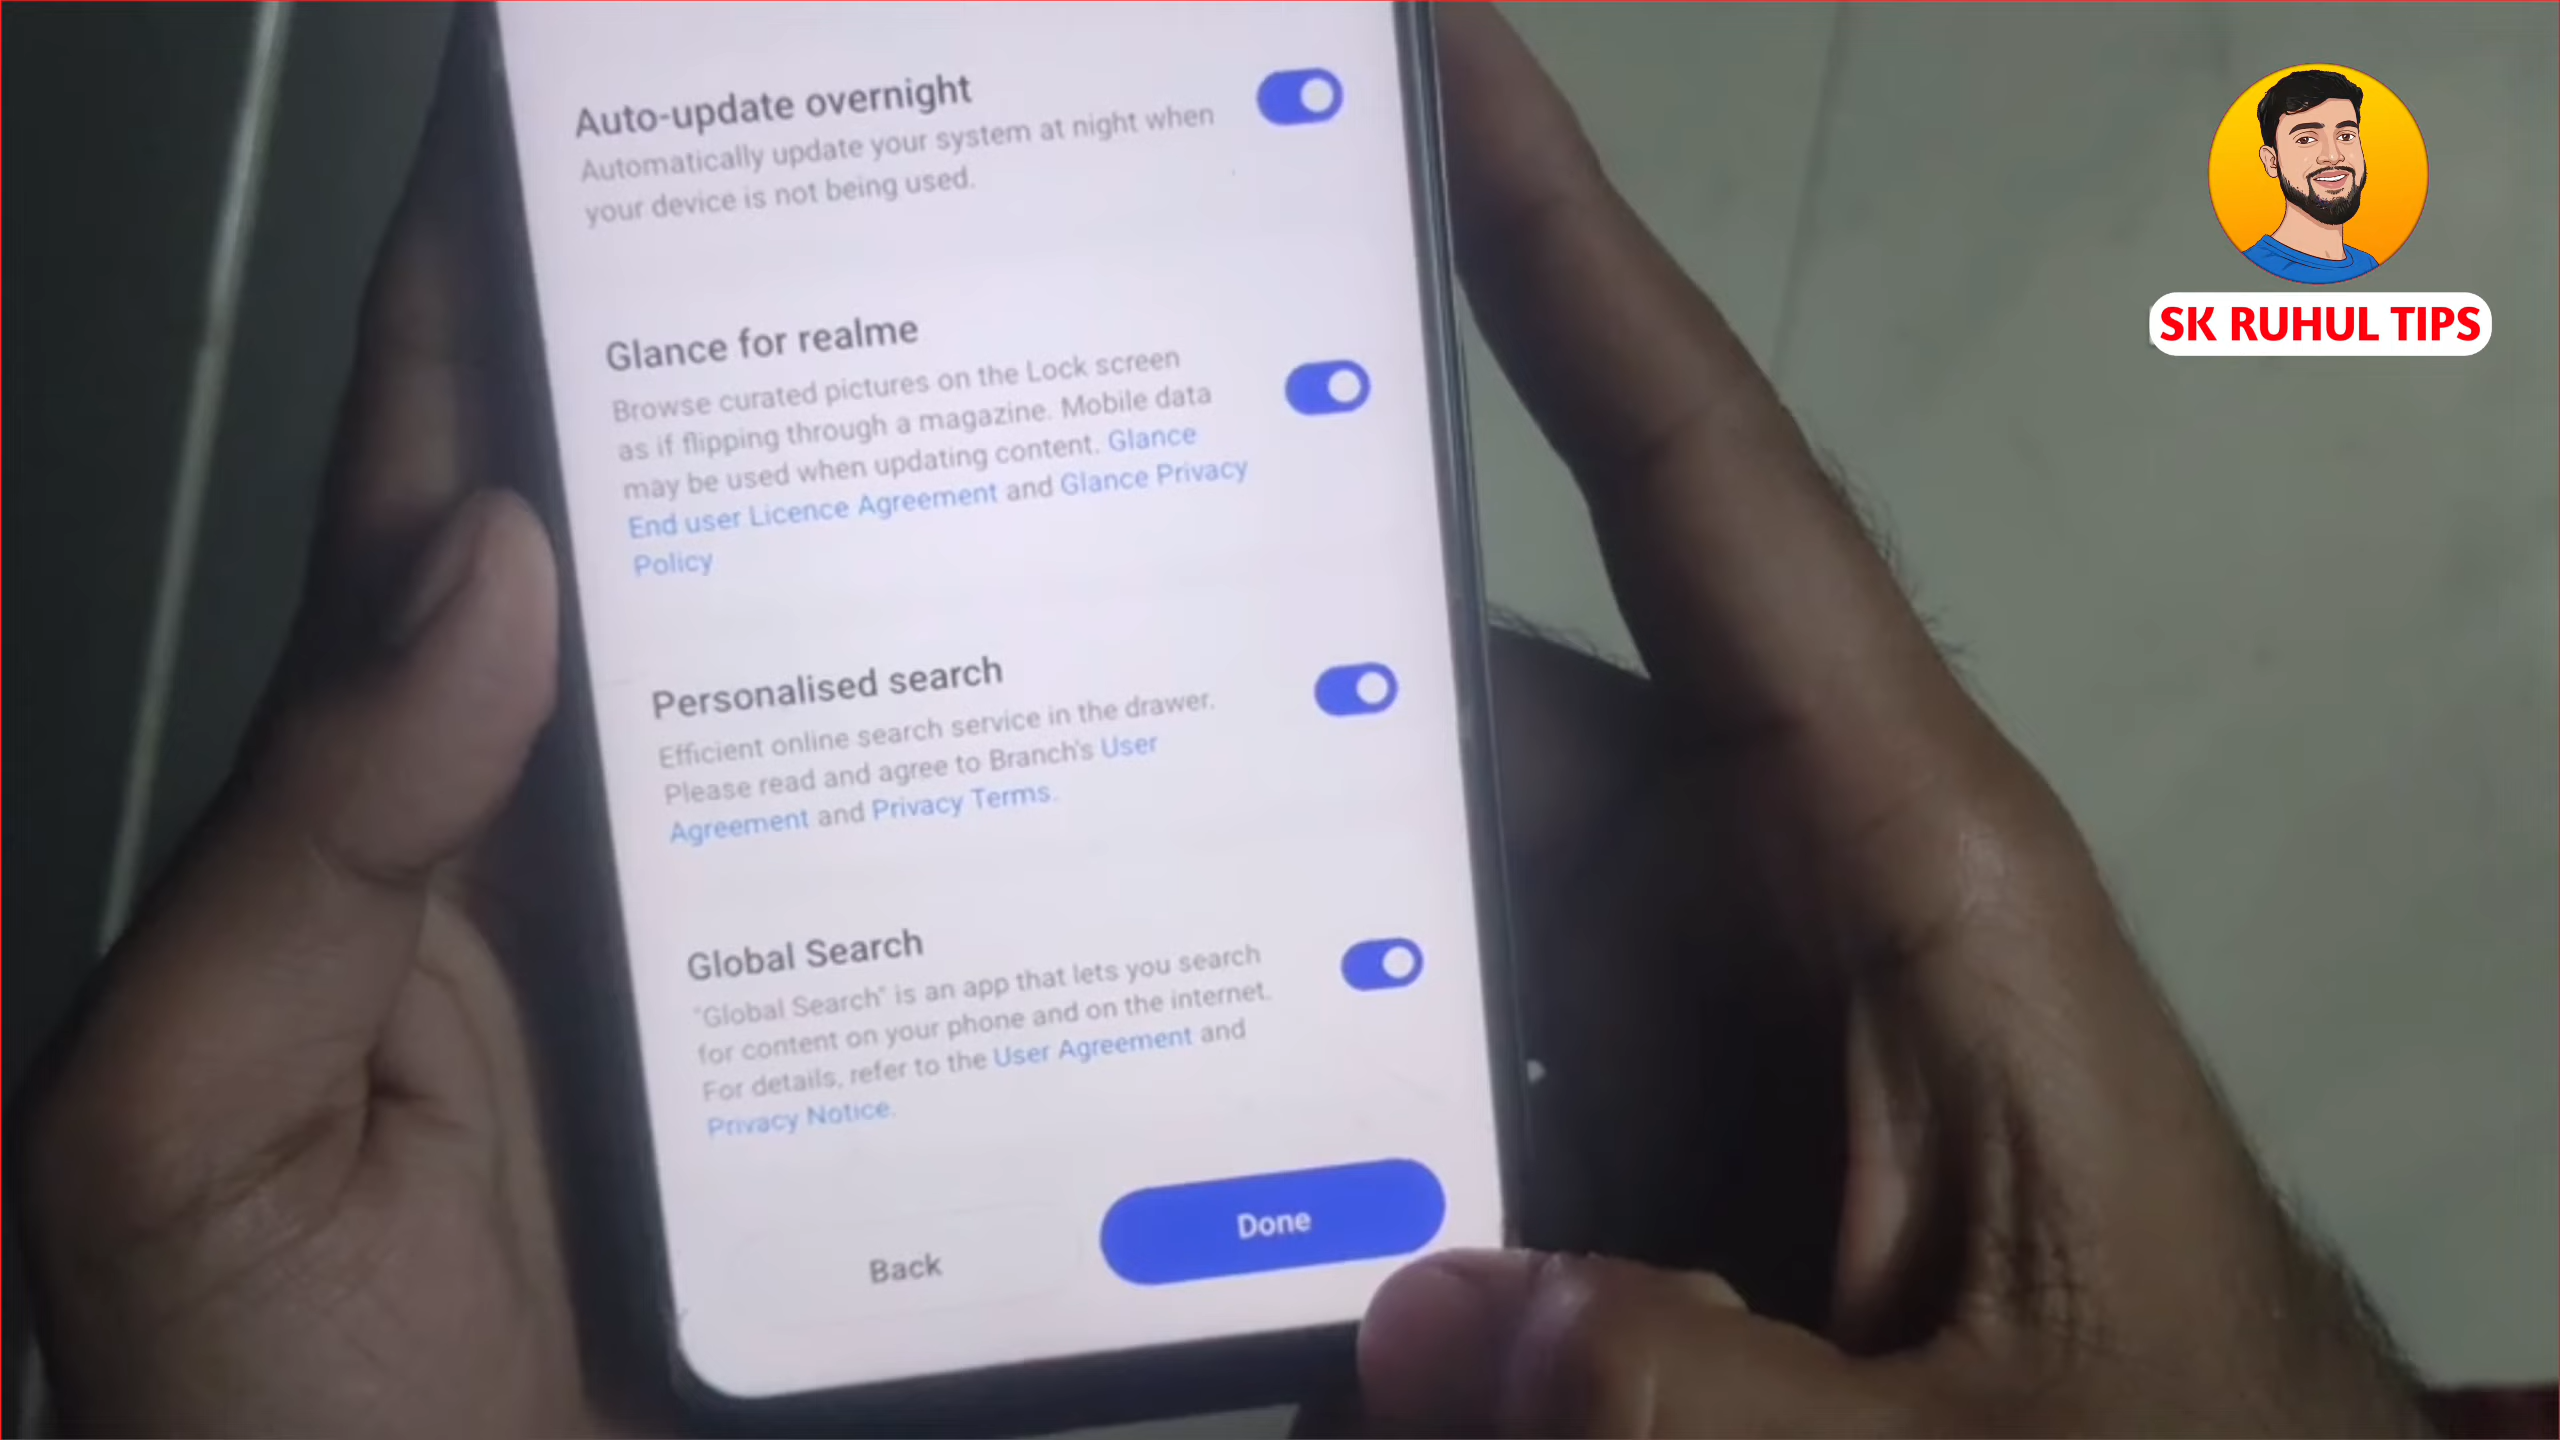 SK RUHUL TIPS
Auto-update overnight
Automatically update your system at night when
your device is not being used.
Glance for realme
Browse curated pictures on the Lock screen
as if flipping through a magazine. Mobile data
may be used when updating content. Glance
End user Licence Agreement and Glance Privacy
Policy
Personalised search
Efficient online search service in the drawer.
Please read and agree to Branch's User
Agreement and Privacy Terms.
Global Search
"Global Search" is an app that lets you search
for content on your phone and on the internet.
For details, refer to the User Agreement and
Privacy Notice.
Back
Done